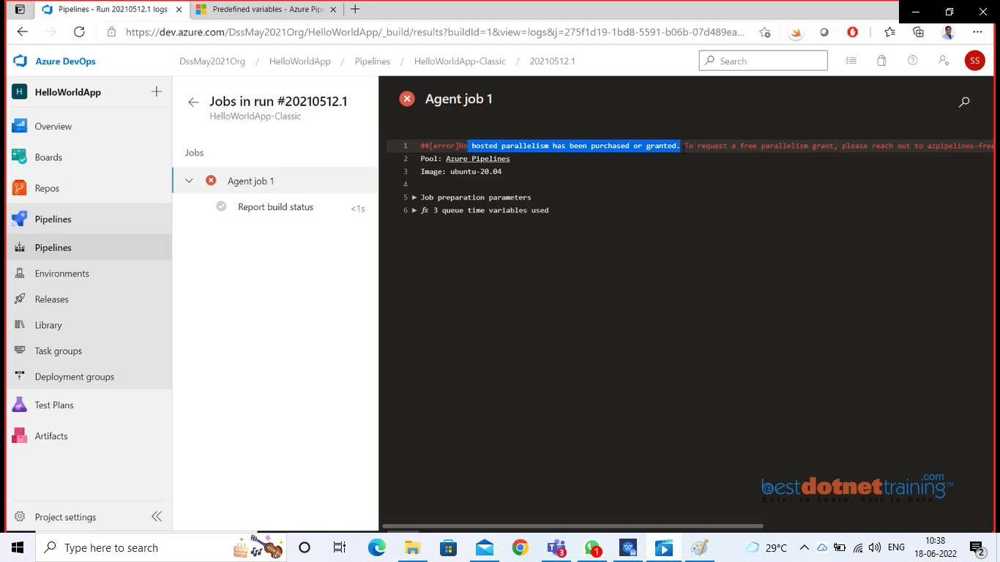 Pipelines - Run 20210512.1 logs
Predefined variables - Azure Pip
https://dev.azure.com/DssMay2021Org/HelloWorldApp/_build/results?buildId=1&view=logs&j=275f1d19-1bd8-5591-b06b-07d489ea...
Azure DevOps
DssMay2021Org / HelloWorldApp / Pipelines / HelloWorldApp-Classic / 20210512.1
Search
SS
H HelloWorldApp
Overview
Boards
Repos
Pipelines
Pipelines
Environments
Releases
Library
Task groups
Deployment groups
Test Plans
Artifacts
Project settings
Jobs in run #20210512.1
HelloWorldApp-Classic
Jobs
Agent job 1
Report build status <1s
Agent job 1
1 ##[error]No hosted parallelism has been purchased or granted. To request a free parallelism grant, please reach out to azpipelines-free
2 Pool: Azure Pipelines
3 Image: ubuntu-20.04
4
5 Job preparation parameters
6 fx 3 queue time variables used
bestdotnettraining.com™
Enter to Learn, Exit to Earn
Type here to search
3
1
W
29°C
ENG
10:38
18-06-2022
2